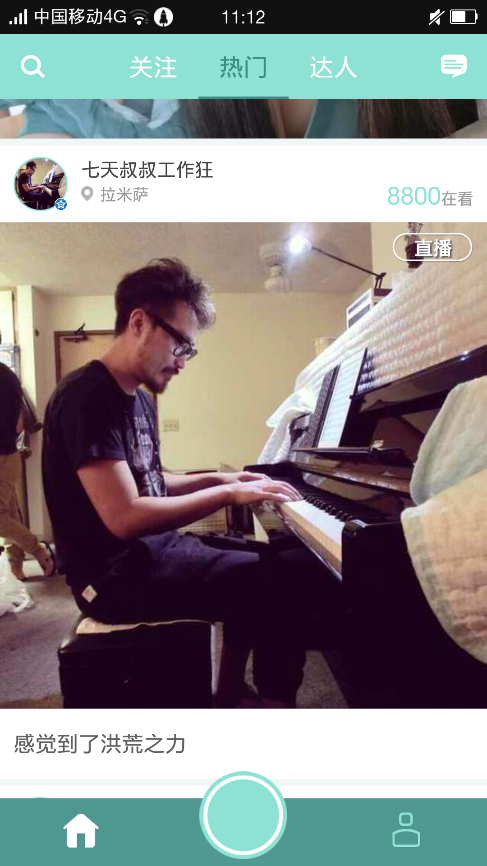 中国移动4G 11:12
关注 热门 达人
七天叔叔工作狂
拉米萨
8800在看
直播
感觉到了洪荒之力